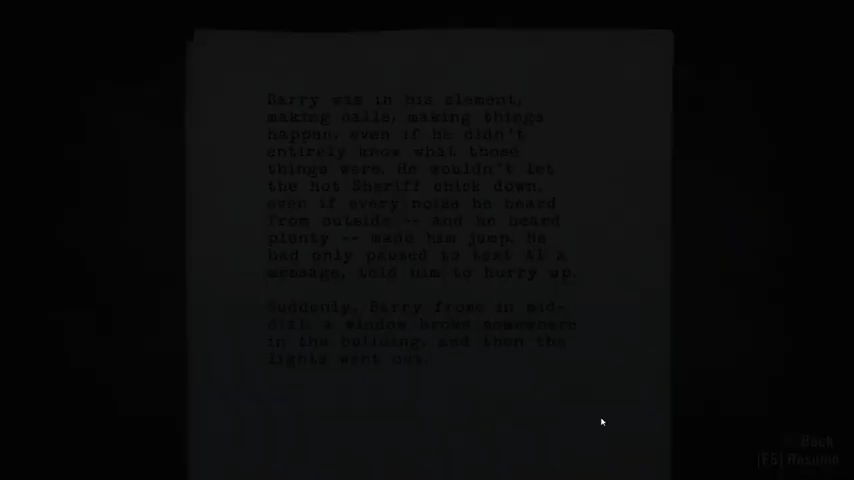 Barry was in his element,
making calls, making things
happen, even if he didn't
entirely know what those
things were. He wouldn't let
the hot Sheriff chick down,
even if every noise he heard
from outside -- and he heard
plenty -- made him jump. He
had only paused to text Al a
message, told him to hurry up.
Suddenly, Barry froze in mid-
dial: a window broke somewhere
in the building, and then the
lights went out.
Back
[F5] Resume